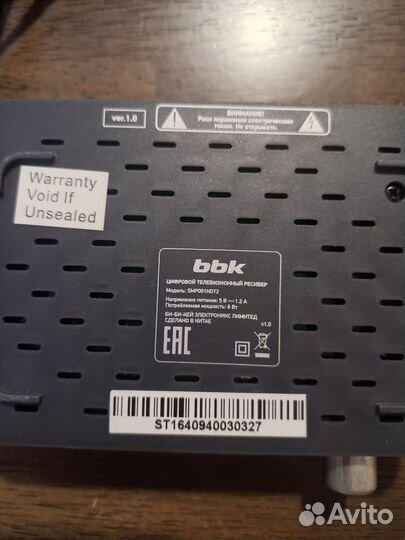 ver.1.0
ВНИМАНИЕ!
Риск поражения электрическим
током. Не открывать.
Warranty
Void If
Unsealed
bbk
ЦИФРОВОЙ ТЕЛЕВИЗИОННЫЙ РЕСИВЕР
Модель: SMP001HDT2
Напряжение питания: 5 В 1.2 А
Потребляемая мощность: 6 Вт
БИ-БИ-КЕЙ ЭЛЕКТРОНИКС ЛИМИТЕД
СДЕЛАНО В КИТАЕ
v1.0
EAC
ST1640940030327
Avito